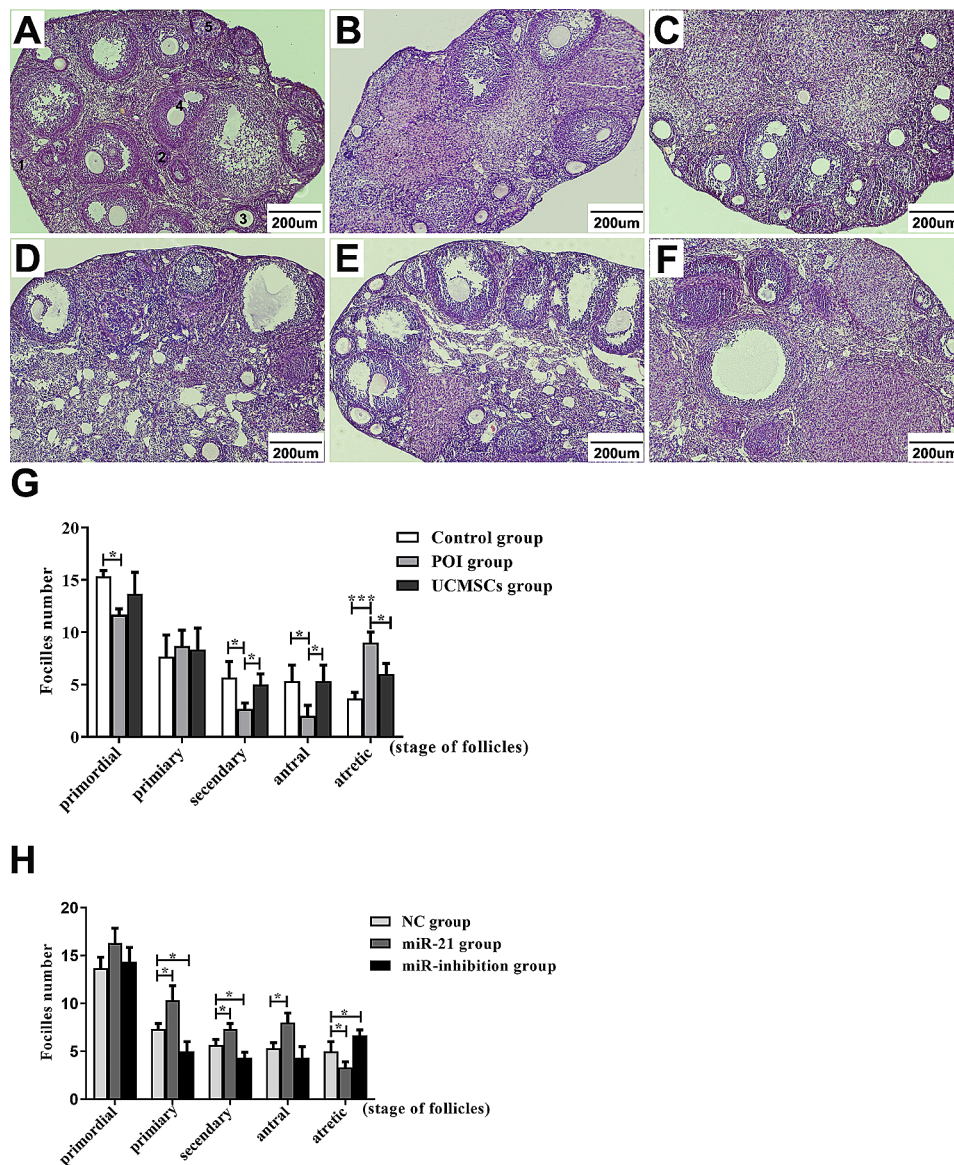 A
5
4
1
2
3
200um
B
200um
C
200um
D
200um
E
200um
F
200um
G
20
15
10
5
0
Focilles number
* * * * * *** *
Control group
POI group
UCMSCs group
primordial
primiary
secendary
antral
atretic
(stage of follicles)
H
20
15
10
5
0
Focilles number
* * * * * * *
NC group
miR-21 group
miR-inhibition group
primordial
primiary
secendary
antral
atretic
(stage of follicles)